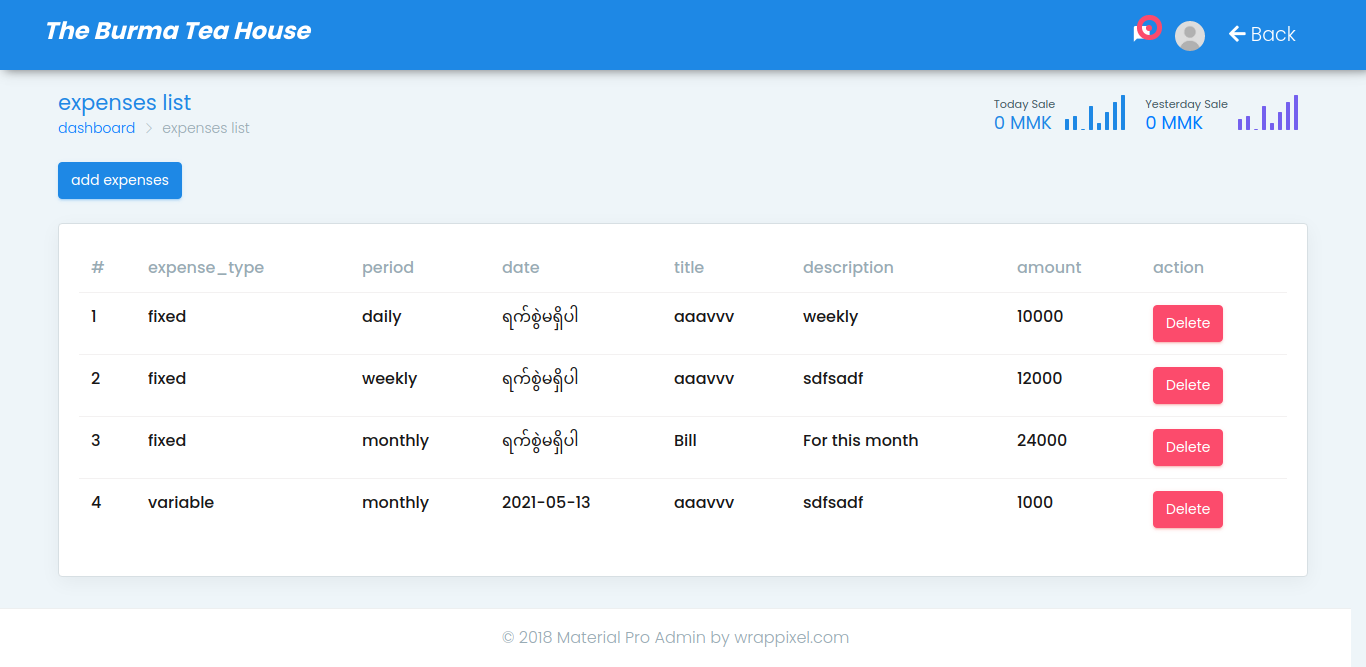 The Burma Tea House
Back
expenses list
dashboard > expenses list
Today Sale
0 MMK
Yesterday Sale
0 MMK
add expenses
# expense_type period date title description amount action
1 fixed daily ရက်စွဲမရှိပါ aaavvv weekly 10000 Delete
2 fixed weekly ရက်စွဲမရှိပါ aaavvv sdfsadf 12000 Delete
3 fixed monthly ရက်စွဲမရှိပါ Bill For this month 24000 Delete
4 variable monthly 2021-05-13 aaavvv sdfsadf 1000 Delete
© 2018 Material Pro Admin by wrappixel.com